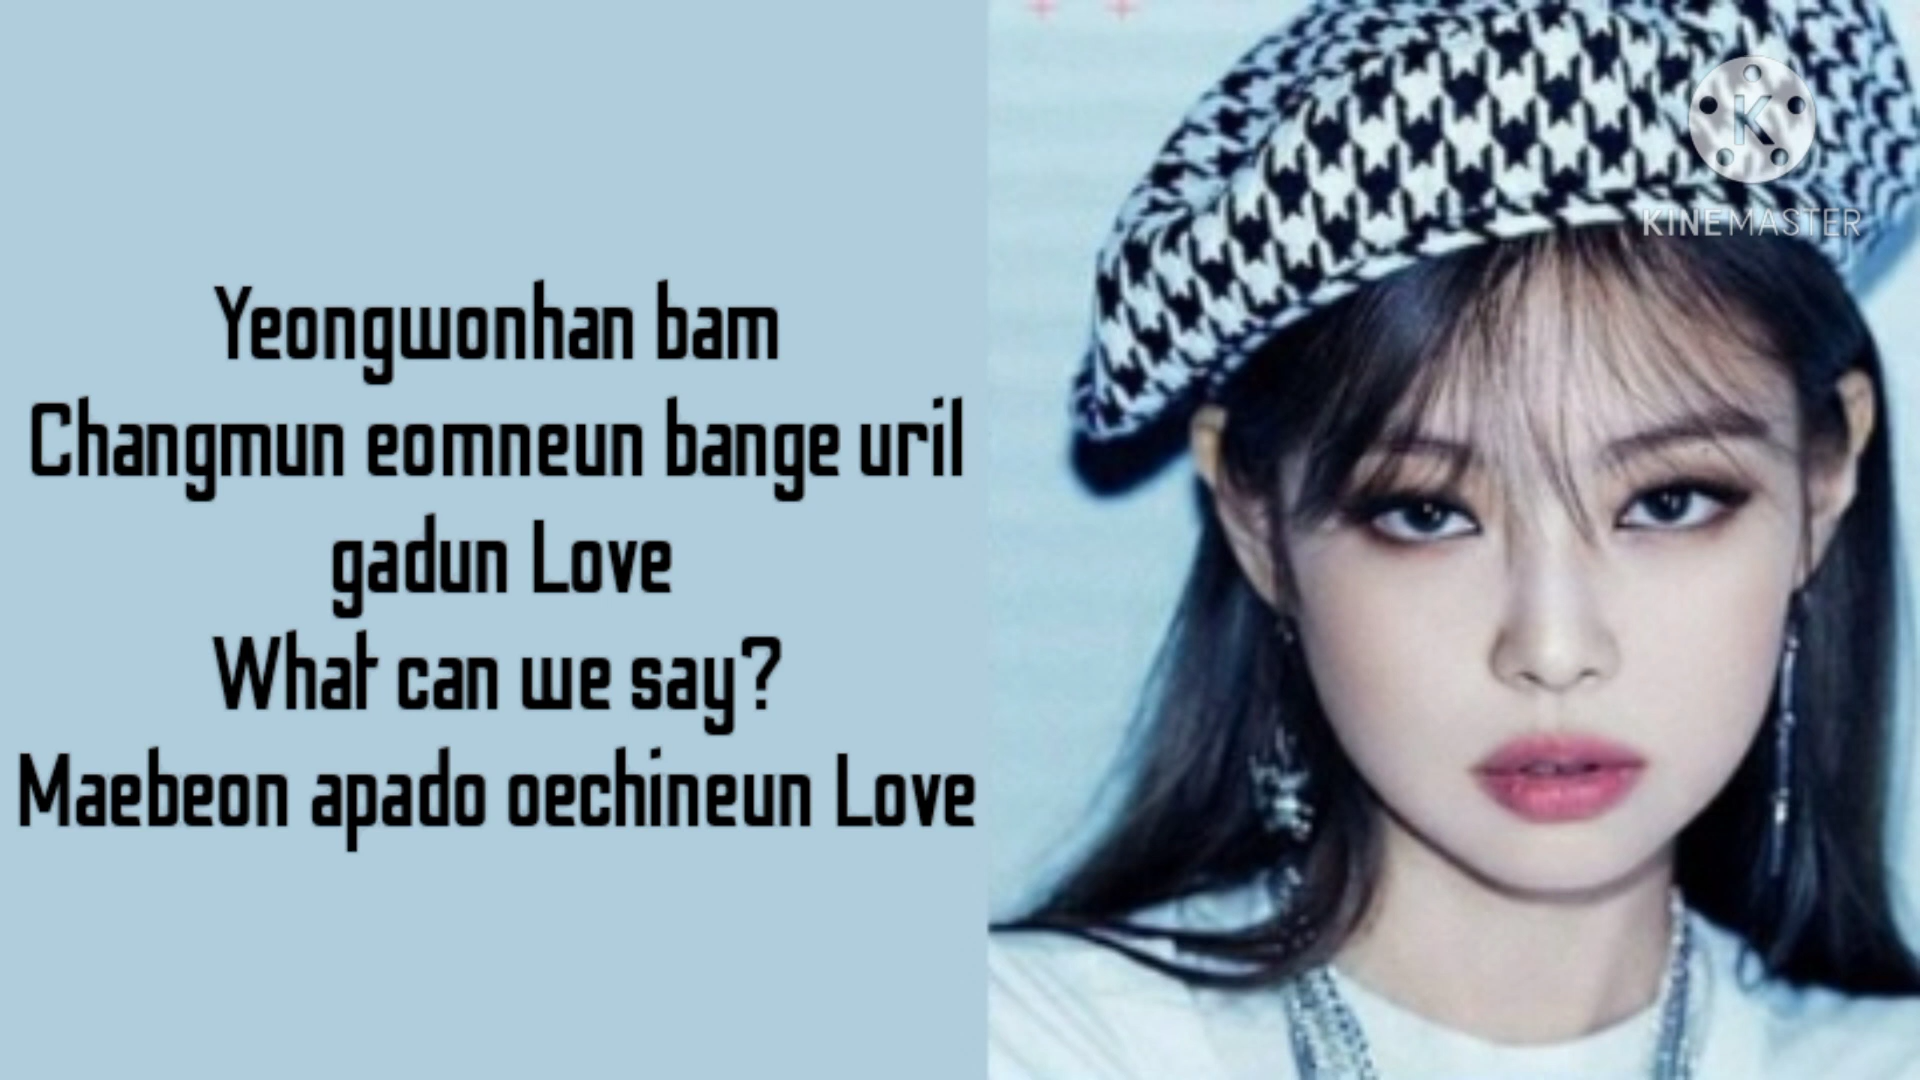 Yeongwonhan bam
Changmun eomneun bange uril
gadun Love
What can we say?
Maebeon apado oechineun Love
K
KINEMASTER